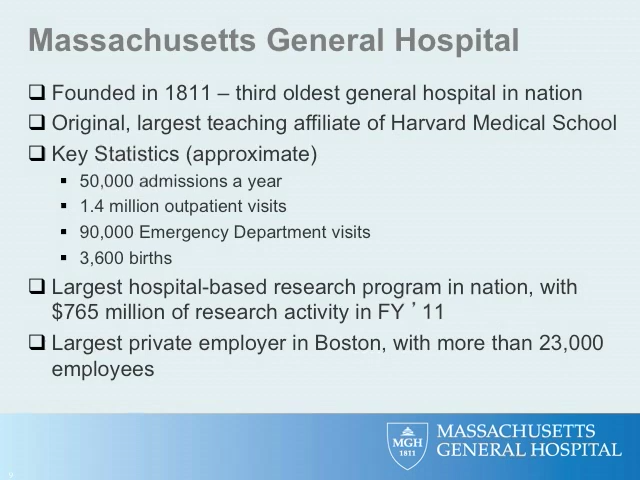 Massachusetts General Hospital
Founded in 1811 – third oldest general hospital in nation
Original, largest teaching affiliate of Harvard Medical School
Key Statistics (approximate)
50,000 admissions a year
1.4 million outpatient visits
90,000 Emergency Department visits
3,600 births
Largest hospital-based research program in nation, with
$765 million of research activity in FY ’11
Largest private employer in Boston, with more than 23,000
employees
MGH
1811
MASSACHUSETTS
GENERAL HOSPITAL